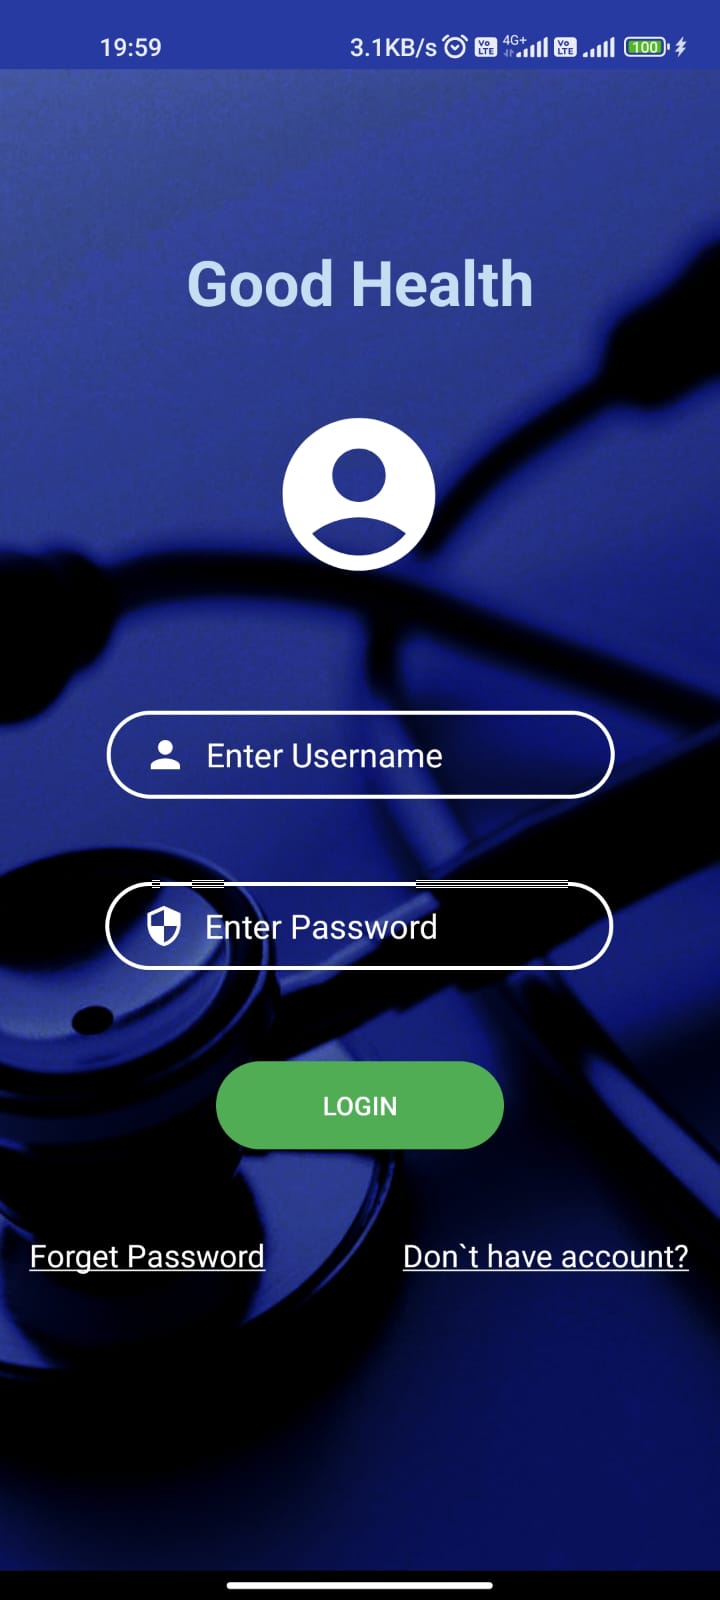 19:59 3.1KB/s Vo LTE 4G+ Vo LTE 100
Good Health
Enter Username
Enter Password
LOGIN
Forget Password Don`t have account?